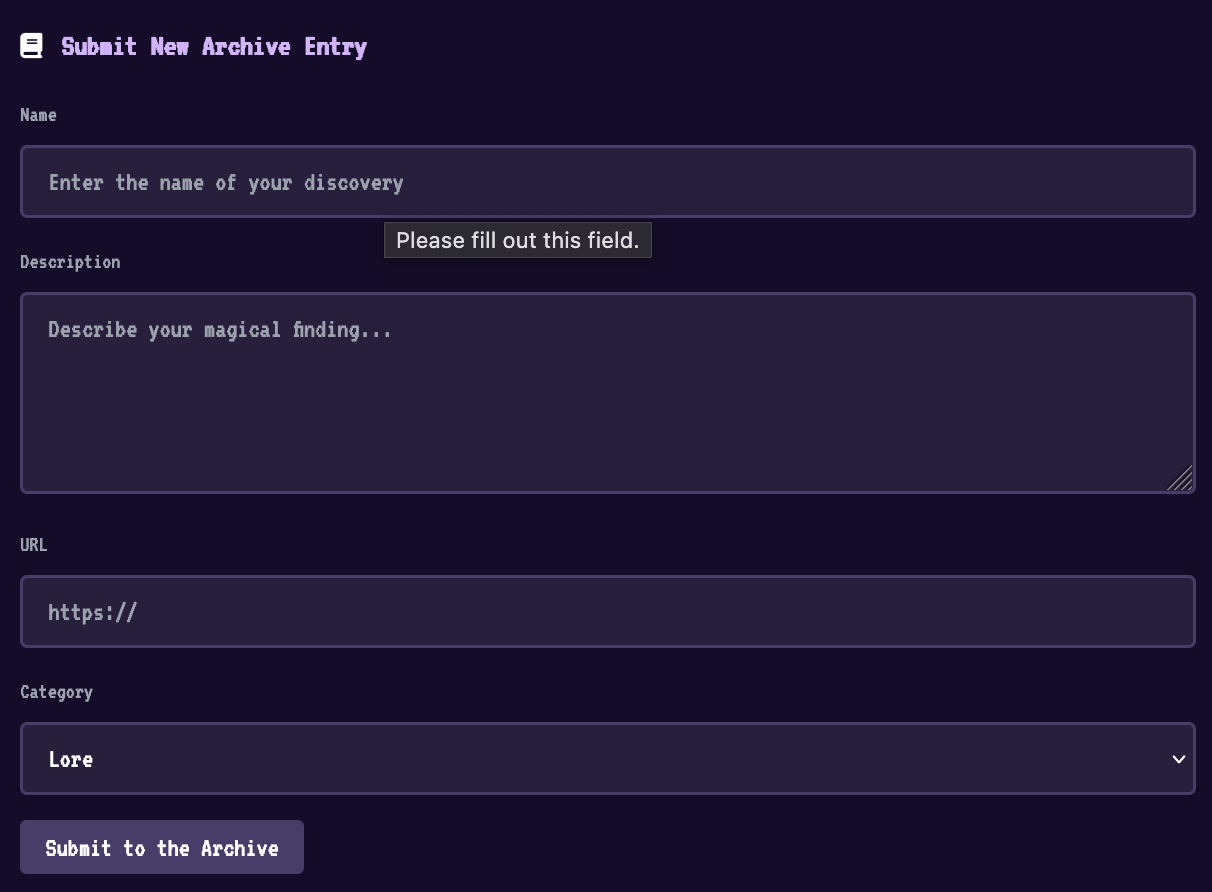 Submit New Archive Entry
Name
Enter the name of your discovery
Please fill out this field.
Description
Describe your magical finding...
URL
https://
Category
Lore
Submit to the Archive